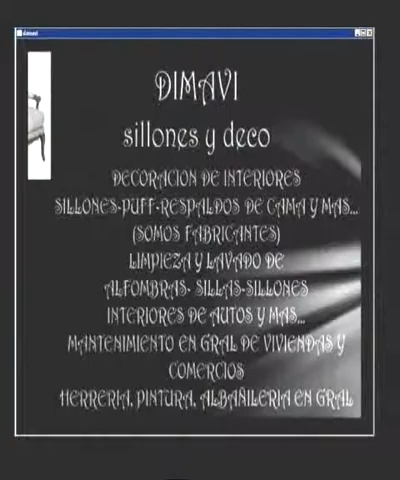 DIMAVI
sillones y deco
DECORACION DE INTERIORES
SILLONES-PUFF-RESPALDOS DE CAMA Y MAS...
(SOMOS FABRICANTES)
LIMPIEZA Y LAVADO DE
ALFOMBRAS- SILLAS-SILLONES
INTERIORES DE AUTOS Y MAS...
MANTENIMIENTO EN GRAL DE VIVIENDAS Y
COMERCIOS
HERRERIA, PINTURA, ALBAÑILERIA EN GRAL